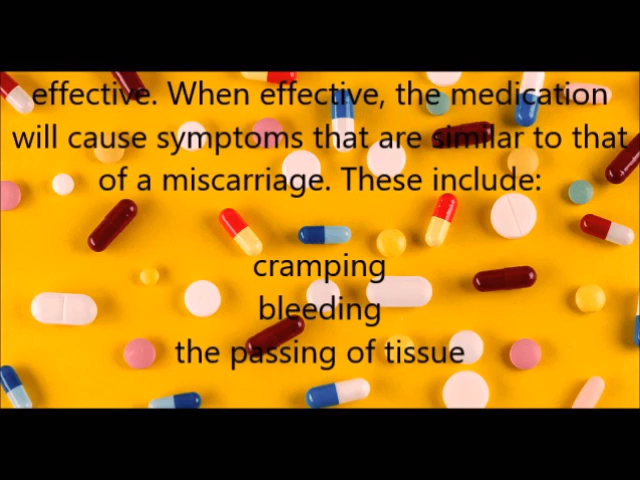 effective. When effective, the medication
will cause symptoms that are similar to that
of a miscarriage. These include:
cramping
bleeding
the passing of tissue